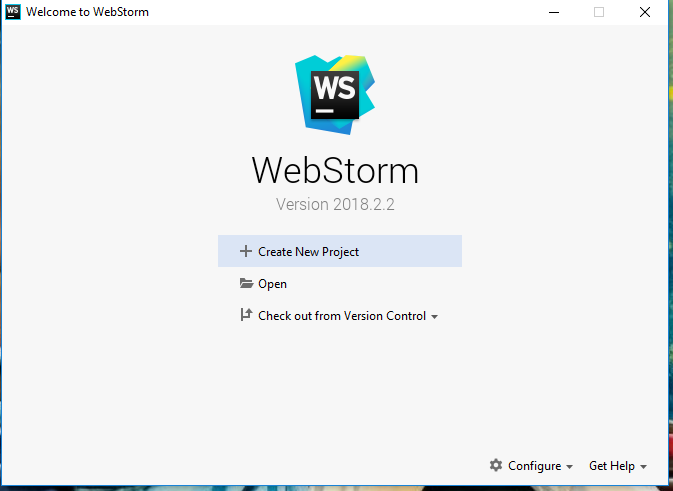 WS
Welcome to WebStorm
WS
WebStorm
Version 2018.2.2
Create New Project
Open
Check out from Version Control
Configure
Get Help